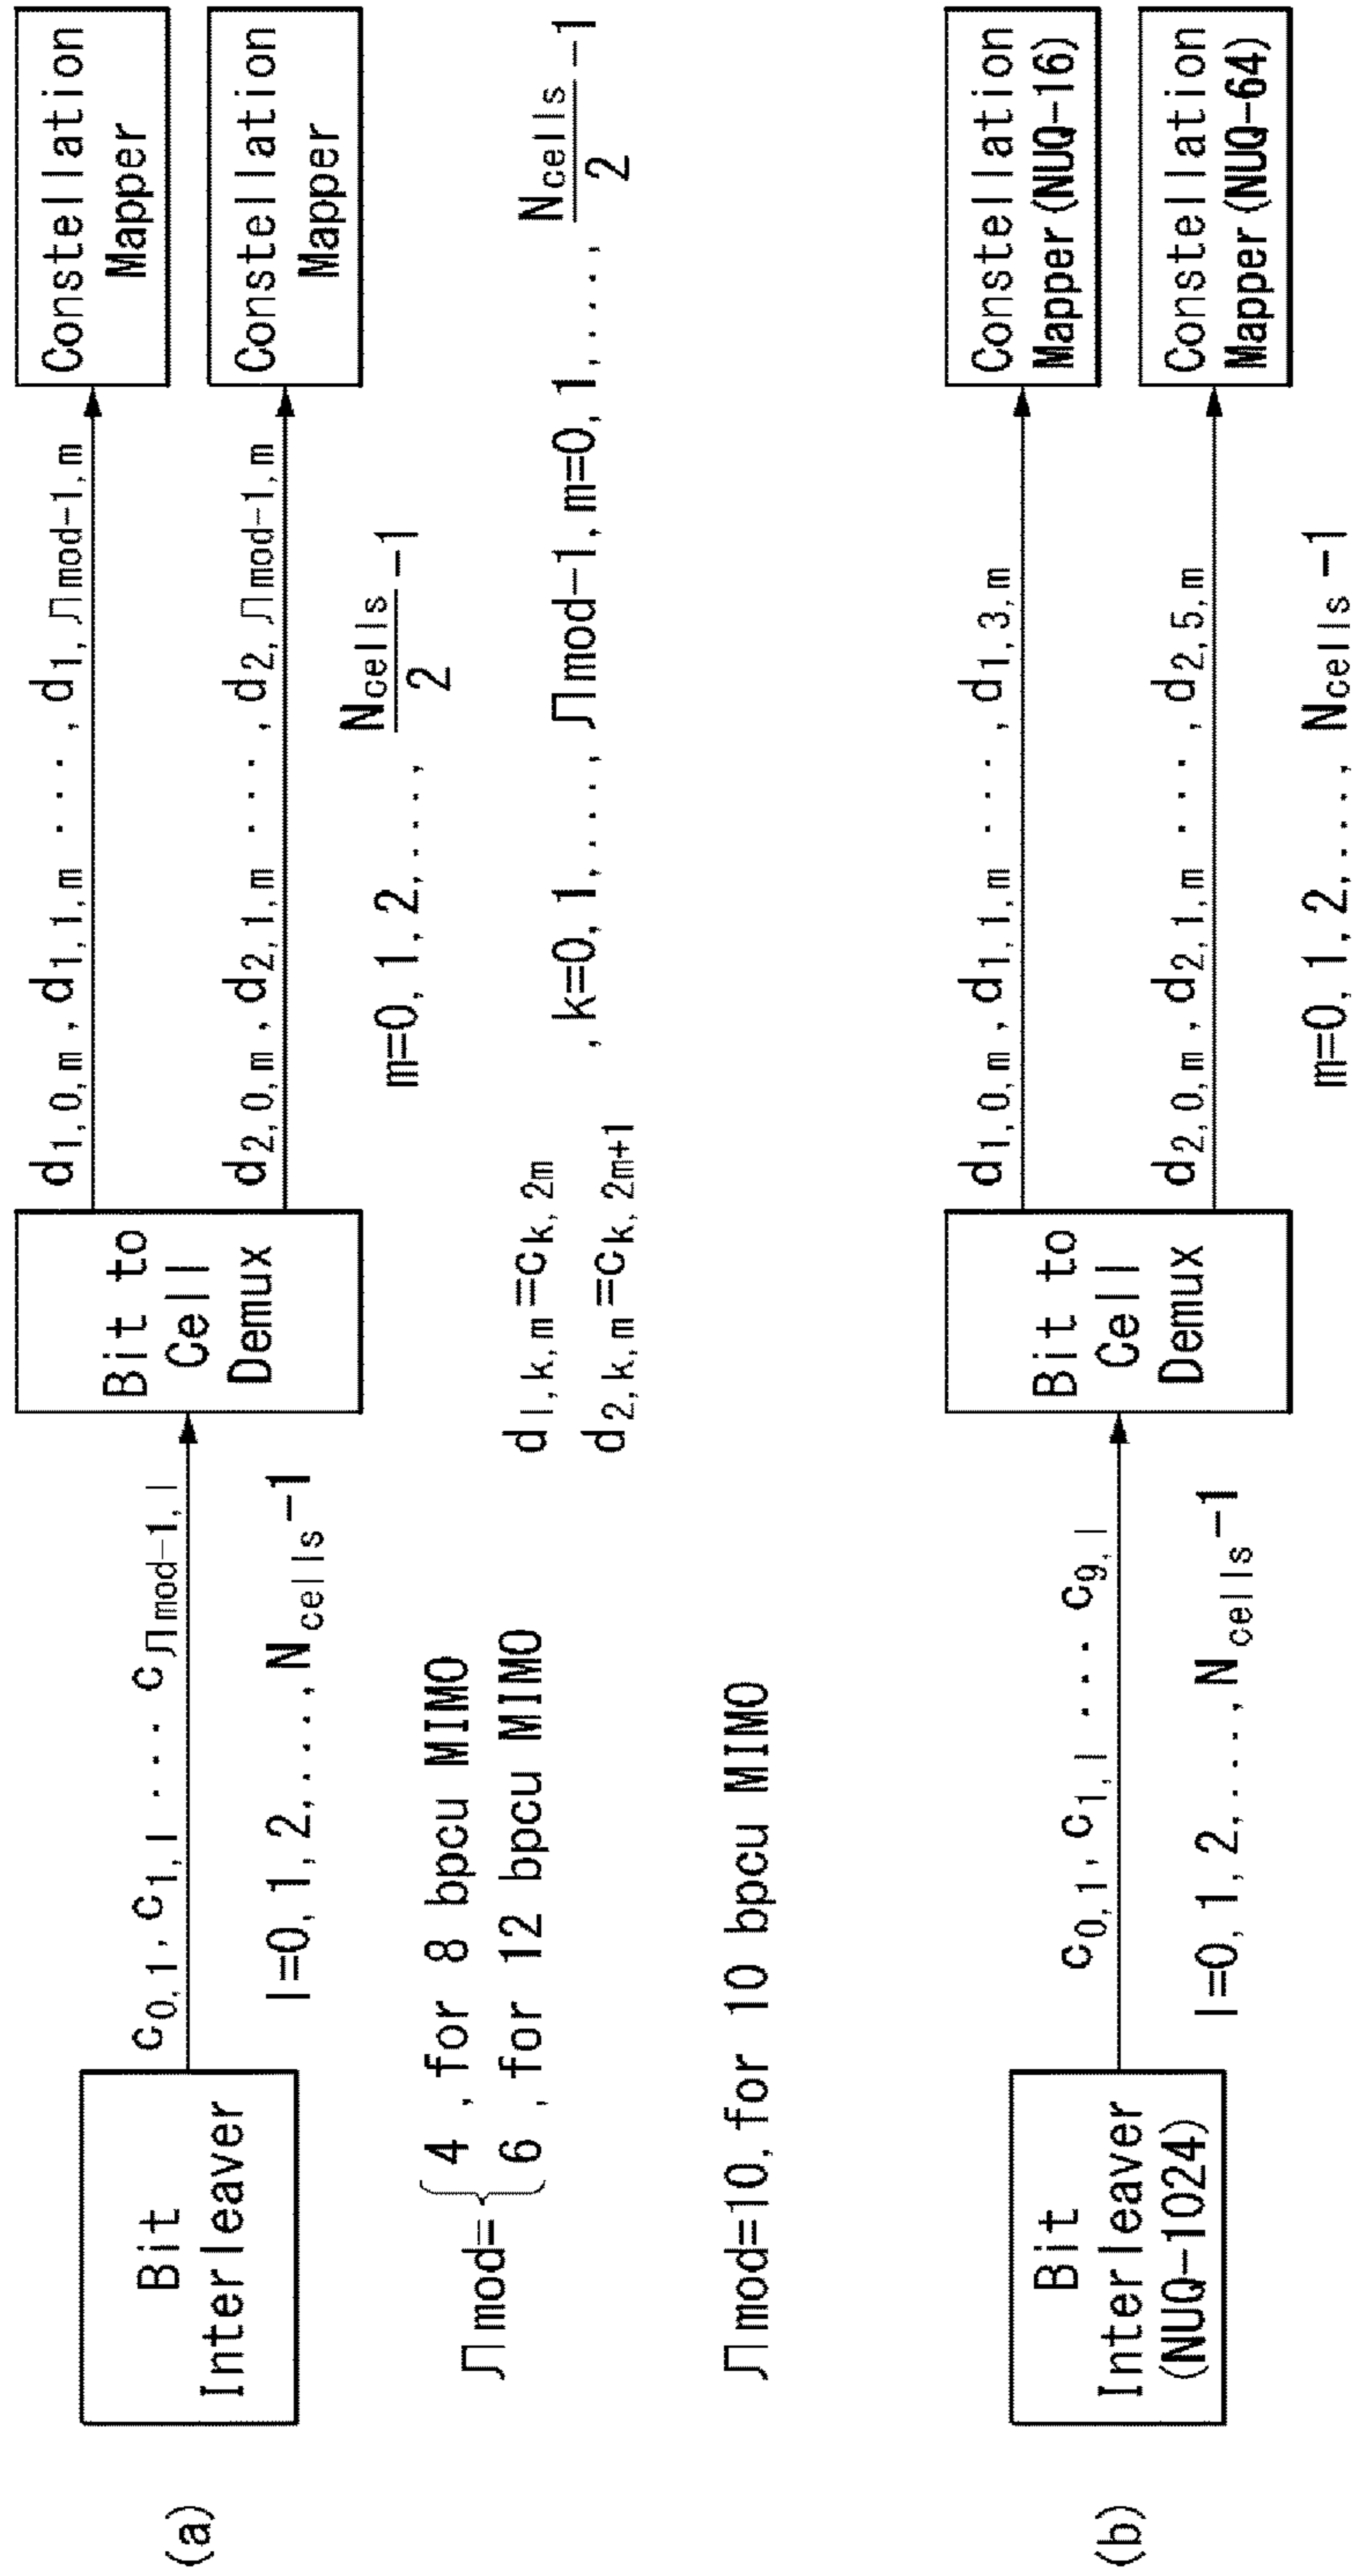 (a)
Bit
Interleaver
c0,1, c1,l ··· cηmod-1,l
l=0, 1, 2, ..., Ncells-1
Bit to
Cell
Demux
d1,0,m, d1,1,m ···, d1,ηmod-1,m
d2,0,m, d2,1,m ···, d2,ηmod-1,m
m=0, 1, 2, ..., Ncells/2 -1
Constellation
Mapper
Constellation
Mapper
ηmod={
4, for 8 bpcu MIMO
6, for 12 bpcu MIMO
d1,k,m=ck,2m
d2,k,m=ck,2m+1
, k=0, 1, ..., ηmod-1, m=0, 1, ..., Ncells/2 -1
ηmod=10, for 10 bpcu MIMO
(b)
Bit
Interleaver
(NUQ-1024)
c0,1, c1,l ··· c9,l
l=0, 1, 2, ..., Ncells-1
Bit to
Cell
Demux
d1,0,m, d1,1,m ···, d1,3,m
d2,0,m, d2,1,m ···, d2,5,m
m=0, 1, 2, ..., Ncells-1
Constellation
Mapper (NUQ-16)
Constellation
Mapper (NUQ-64)